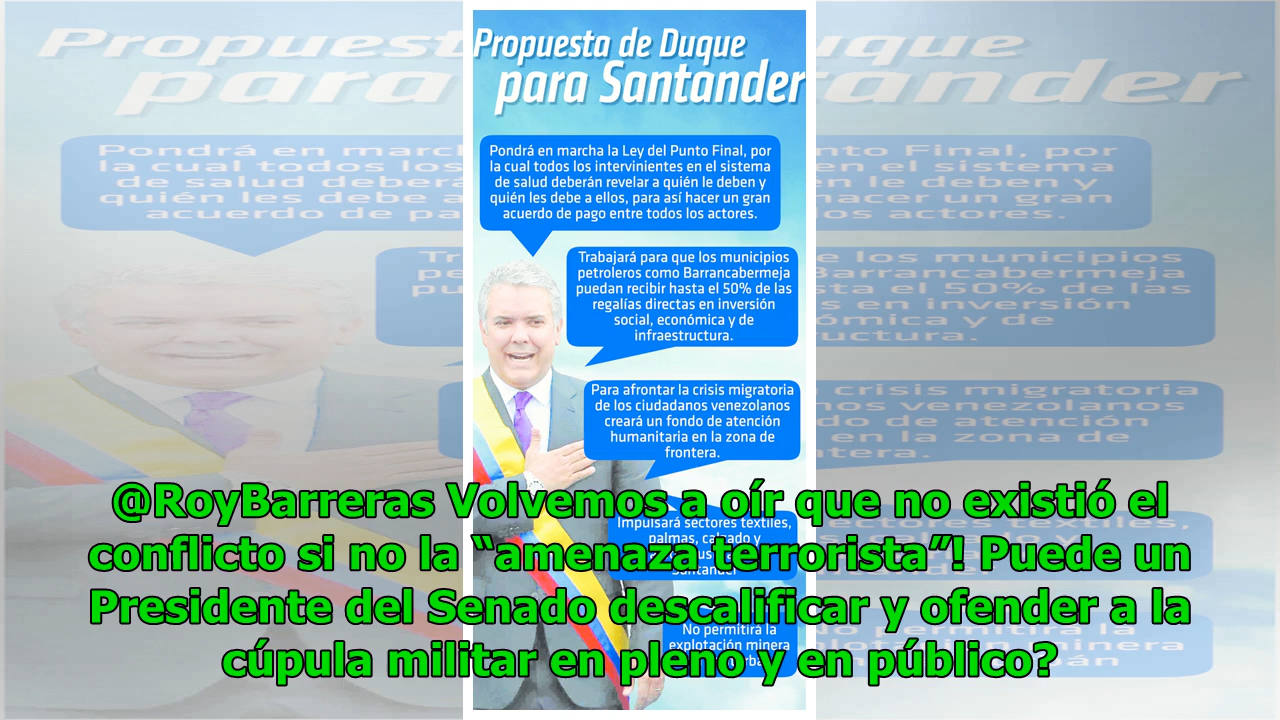 Propuesta de Duque
para Santander
Pondrá en marcha la Ley del Punto Final, por
la cual todos los intervinientes en el sistema
de salud deberán revelar a quién le deben y
quién les debe a ellos, para así hacer un gran
acuerdo de pago entre todos los actores.
Trabajará para que los municipios
petroleros como Barrancabermeja
puedan recibir hasta el 50% de las
regalías directas en inversión
social, económica y de
infraestructura.
Para afrontar la crisis migratoria
de los ciudadanos venezolanos
creará un fondo de atención
humanitaria en la zona de
frontera.
Impulsará sectores textiles,
palmas, calzado y
Santander
No permitirá la
explotación minera
@RoyBarreras Volvemos a oír que no existió el
conflicto si no la “amenaza terrorista”! Puede un
Presidente del Senado descalificar y ofender a la
cúpula militar en pleno y en público?